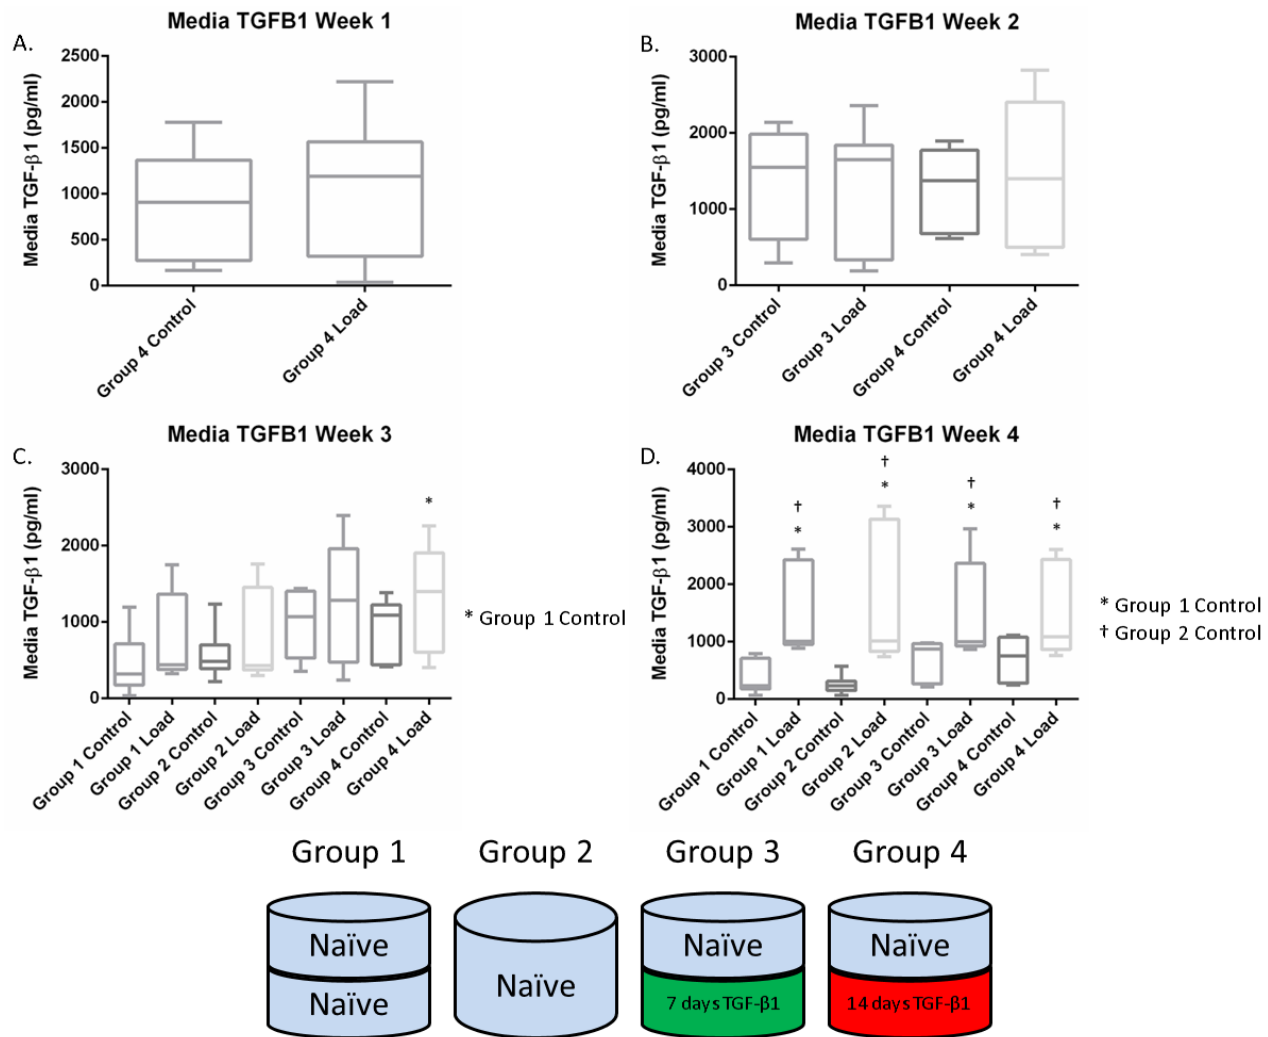 Media TGFB1 Week 1
A.
Media TGF-β1 (pg/ml)
2500
2000
1500
1000
500
0
Group 4 Control
Group 4 Load
Media TGFB1 Week 2
B.
Media TGF-β1 (pg/ml)
3000
2000
1000
0
Group 3 Control
Group 3 Load
Group 4 Control
Group 4 Load
Media TGFB1 Week 3
C.
Media TGF-β1 (pg/ml)
3000
2000
1000
0
*
Group 1 Control
Group 1 Load
Group 2 Control
Group 2 Load
Group 3 Control
Group 3 Load
Group 4 Control
Group 4 Load
* Group 1 Control
Media TGFB1 Week 4
D.
Media TGF-β1 (pg/ml)
4000
3000
2000
1000
0
†
*
†
*
†
*
†
*
Group 1 Control
Group 1 Load
Group 2 Control
Group 2 Load
Group 3 Control
Group 3 Load
Group 4 Control
Group 4 Load
* Group 1 Control
† Group 2 Control
Group 1
Naïve
Naïve
Group 2
Naïve
Group 3
Naïve
7 days TGF-β1
Group 4
Naïve
14 days TGF-β1